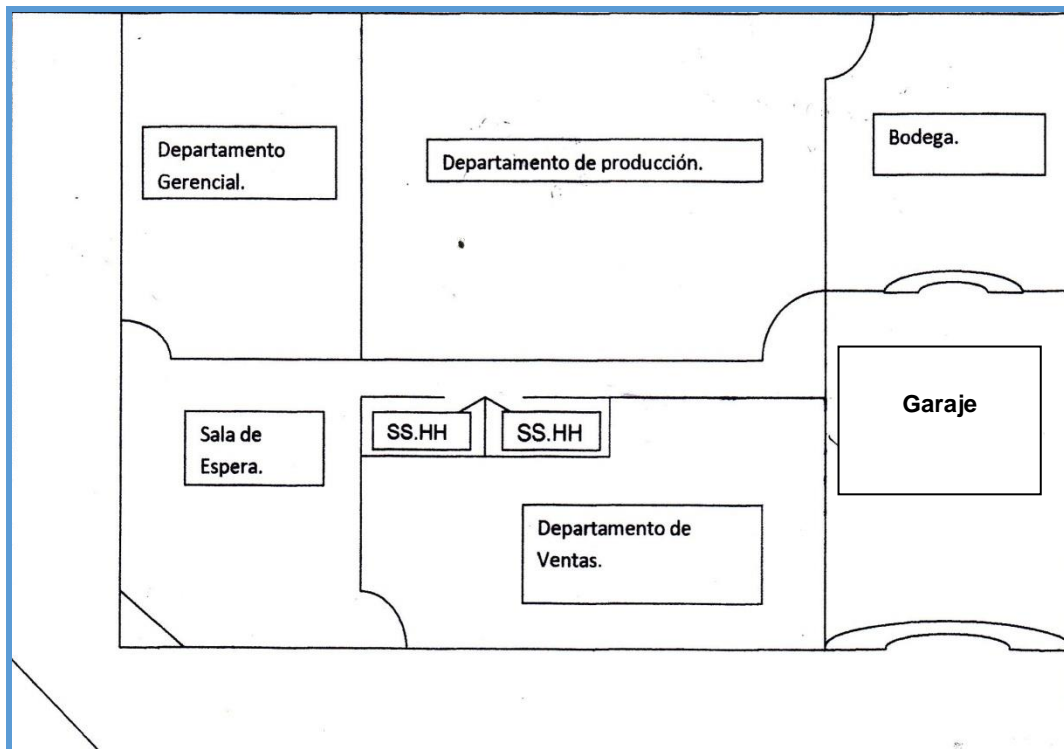 Departamento
Gerencial.
Departamento de producción.
Bodega.
Sala de
Espera.
SS.HH
SS.HH
Garaje
Departamento de
Ventas.